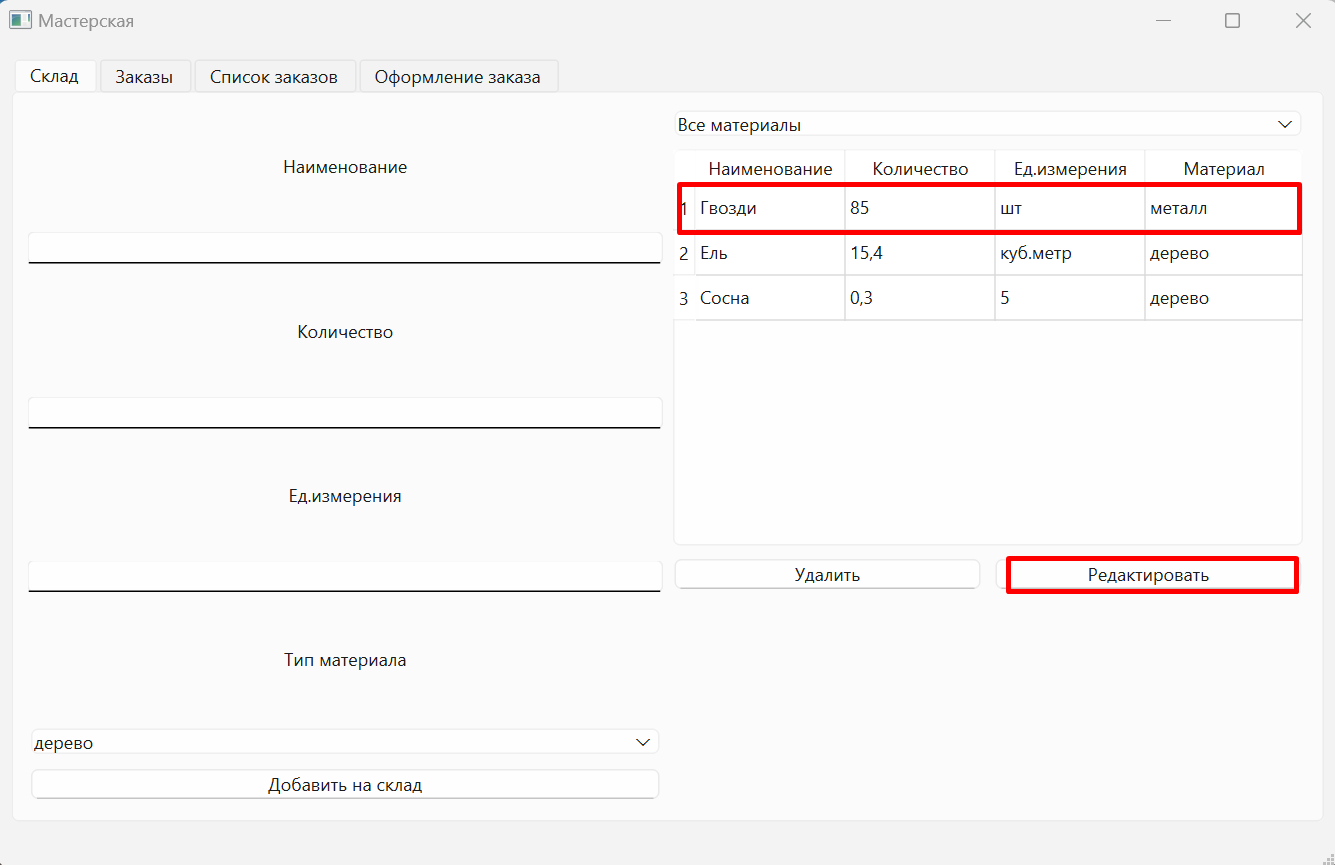 Мастерская
Склад Заказы Список заказов Оформление заказа
Наименование
Количество
Ед.измерения
Тип материала
дерево
Добавить на склад
Все материалы
Наименование Количество Ед.измерения Материал
1 Гвозди 85 шт металл
2 Ель 15,4 куб.метр дерево
3 Сосна 0,3 5 дерево
Удалить Редактировать